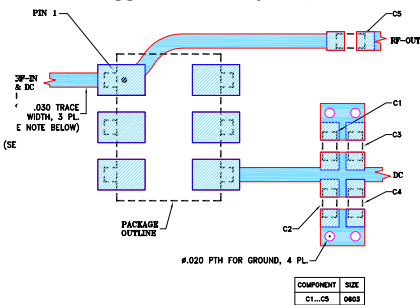 PIN 1
C5
RF-OUT
RF-IN
& DC
.030 TRACE
WIDTH, 3 PL.
E NOTE BELOW)
(SE
C1
C3
DC
C4
C2
PACKAGE
OUTLINE
ø.020 PTH FOR GROUND, 4 PL.
COMPONENT SIZE
C1...C5 0603